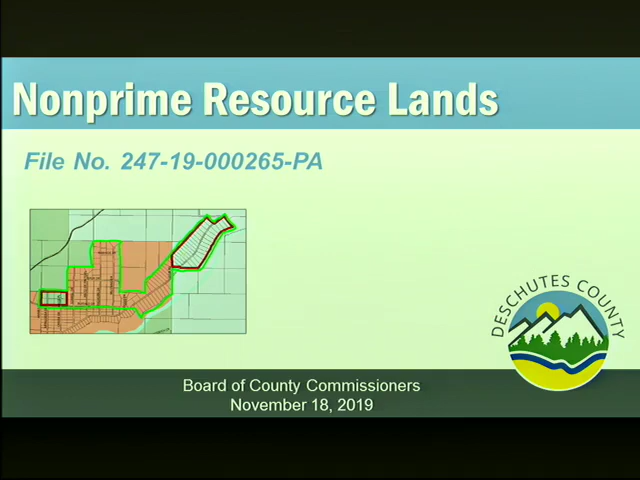 Nonprime Resource Lands
File No. 247-19-000265-PA
DESCHUTES COUNTY
Board of County Commissioners
November 18, 2019